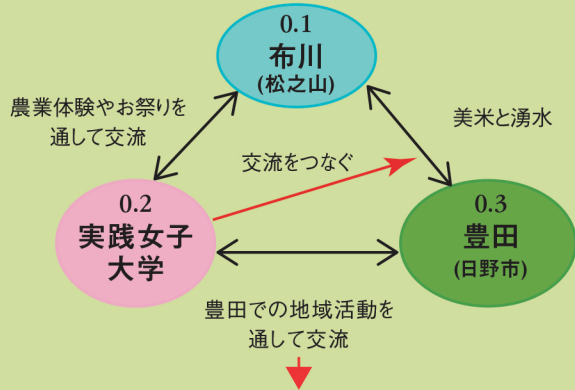 0.1
布川
(松之山)
農業体験やお祭りを
通して交流
美米と湧水
交流をつなぐ
0.2
実践女子
大学
0.3
豊田
(日野市)
豊田での地域活動を
通して交流